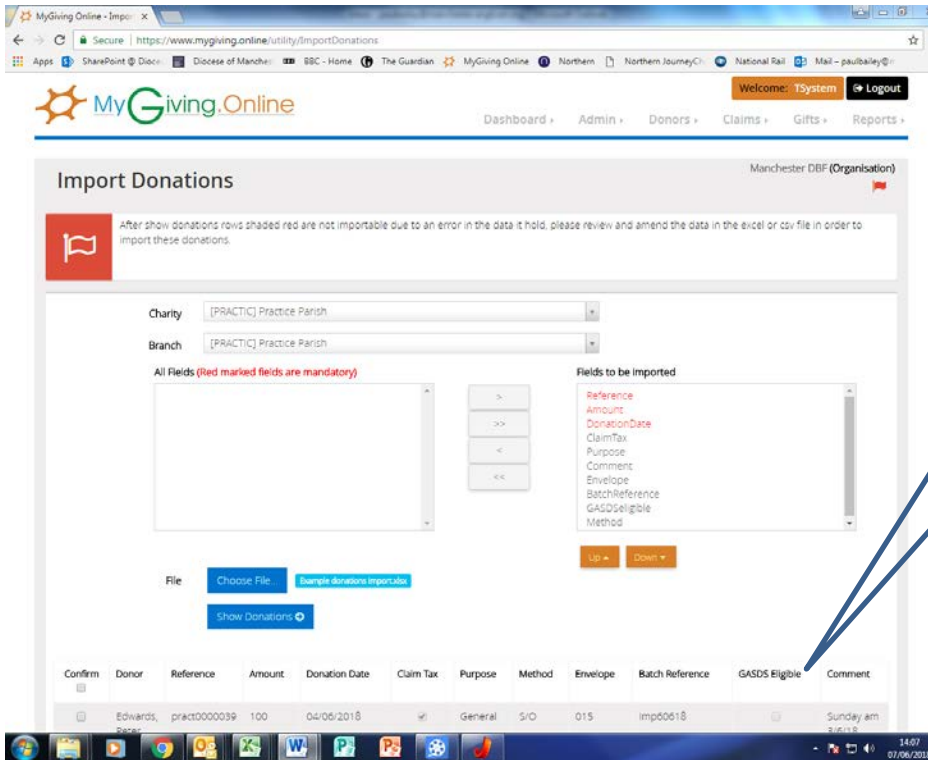 MyGiving Online - Impor
Secure | https://www.mygiving.online/utility/ImportDonations
Apps SharePoint @ Dioce Diocese of Manches BBC - Home The Guardian MyGiving Online Northern Northern JourneyCh National Rail Mail – paulbailey@
MyGiving.Online
Welcome: TSystem Logout
Dashboard Admin Donors Claims Gifts Reports
Import Donations
Manchester DBF (Organisation)
After show donations rows shaded red are not importable due to an error in the data it hold, please review and amend the data in the excel or csv file in order to
import these donations.
Charity [PRACTIC] Practice Parish
Branch [PRACTIC] Practice Parish
All Fields (Red marked fields are mandatory)
Fields to be imported
>
>>
<
<<
Reference
Amount
DonationDate
ClaimTax
Purpose
Comment
Envelope
BatchReference
GASDSeligible
Method
Up Down
File Choose File... Example donations import.xlsx
Show Donations
Confirm Donor Reference Amount Donation Date Claim Tax Purpose Method Envelope Batch Reference GASDS Eligible Comment
Edwards, Peter pract0000039 100 04/06/2018 General S/O 015 Imp60618 Sunday am 3/6/18
14:07
07/06/2018